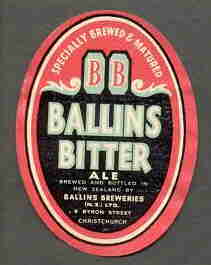 SPECIALLY BREWED & MATURED
BB
BALLINS
BITTER
ALE
BREWED AND BOTTLED IN
NEW ZEALAND BY
BALLINS BREWERIES
(N.Z.) LTD.
BYRON STREET
CHRISTCHURCH